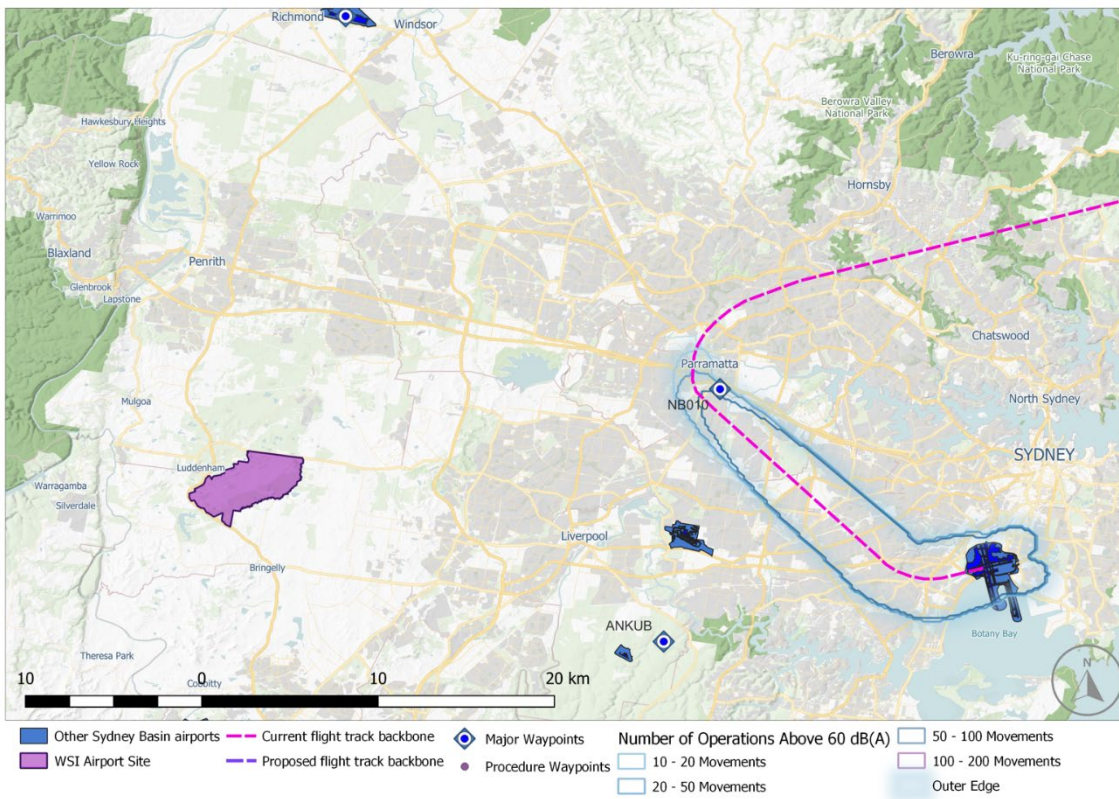 Richmond
Windsor
Berowra
Ku-ring-gai Chase
National Park
Berowra Valley
National Park
Hawkesbury Heights
Yellow Rock
Hornsby
Warrimoo
Blaxland
Penrith
Glenbrook
Lapstone
Chatswood
Parramatta
NB010
North Sydney
Mulgoa
SYDNEY
Luddenham
Warragamba
Silverdale
Liverpool
Bringelly
ANKUB
Botany Bay
Theresa Park
Cobbitty
N
10 0 10 20 km
Other Sydney Basin airports
WSI Airport Site
Current flight track backbone
Proposed flight track backbone
Major Waypoints
Procedure Waypoints
Number of Operations Above 60 dB(A)
10 - 20 Movements
20 - 50 Movements
50 - 100 Movements
100 - 200 Movements
Outer Edge